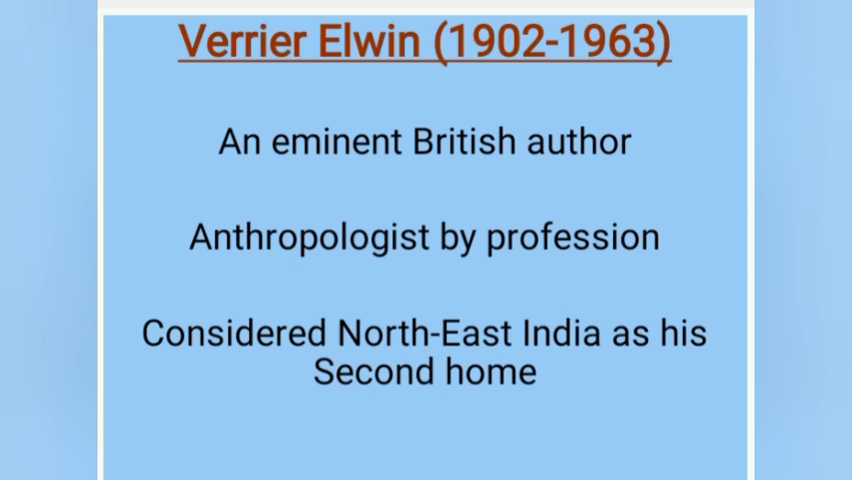 Verrier Elwin (1902-1963)
An eminent British author
Anthropologist by profession
Considered North-East India as his
Second home